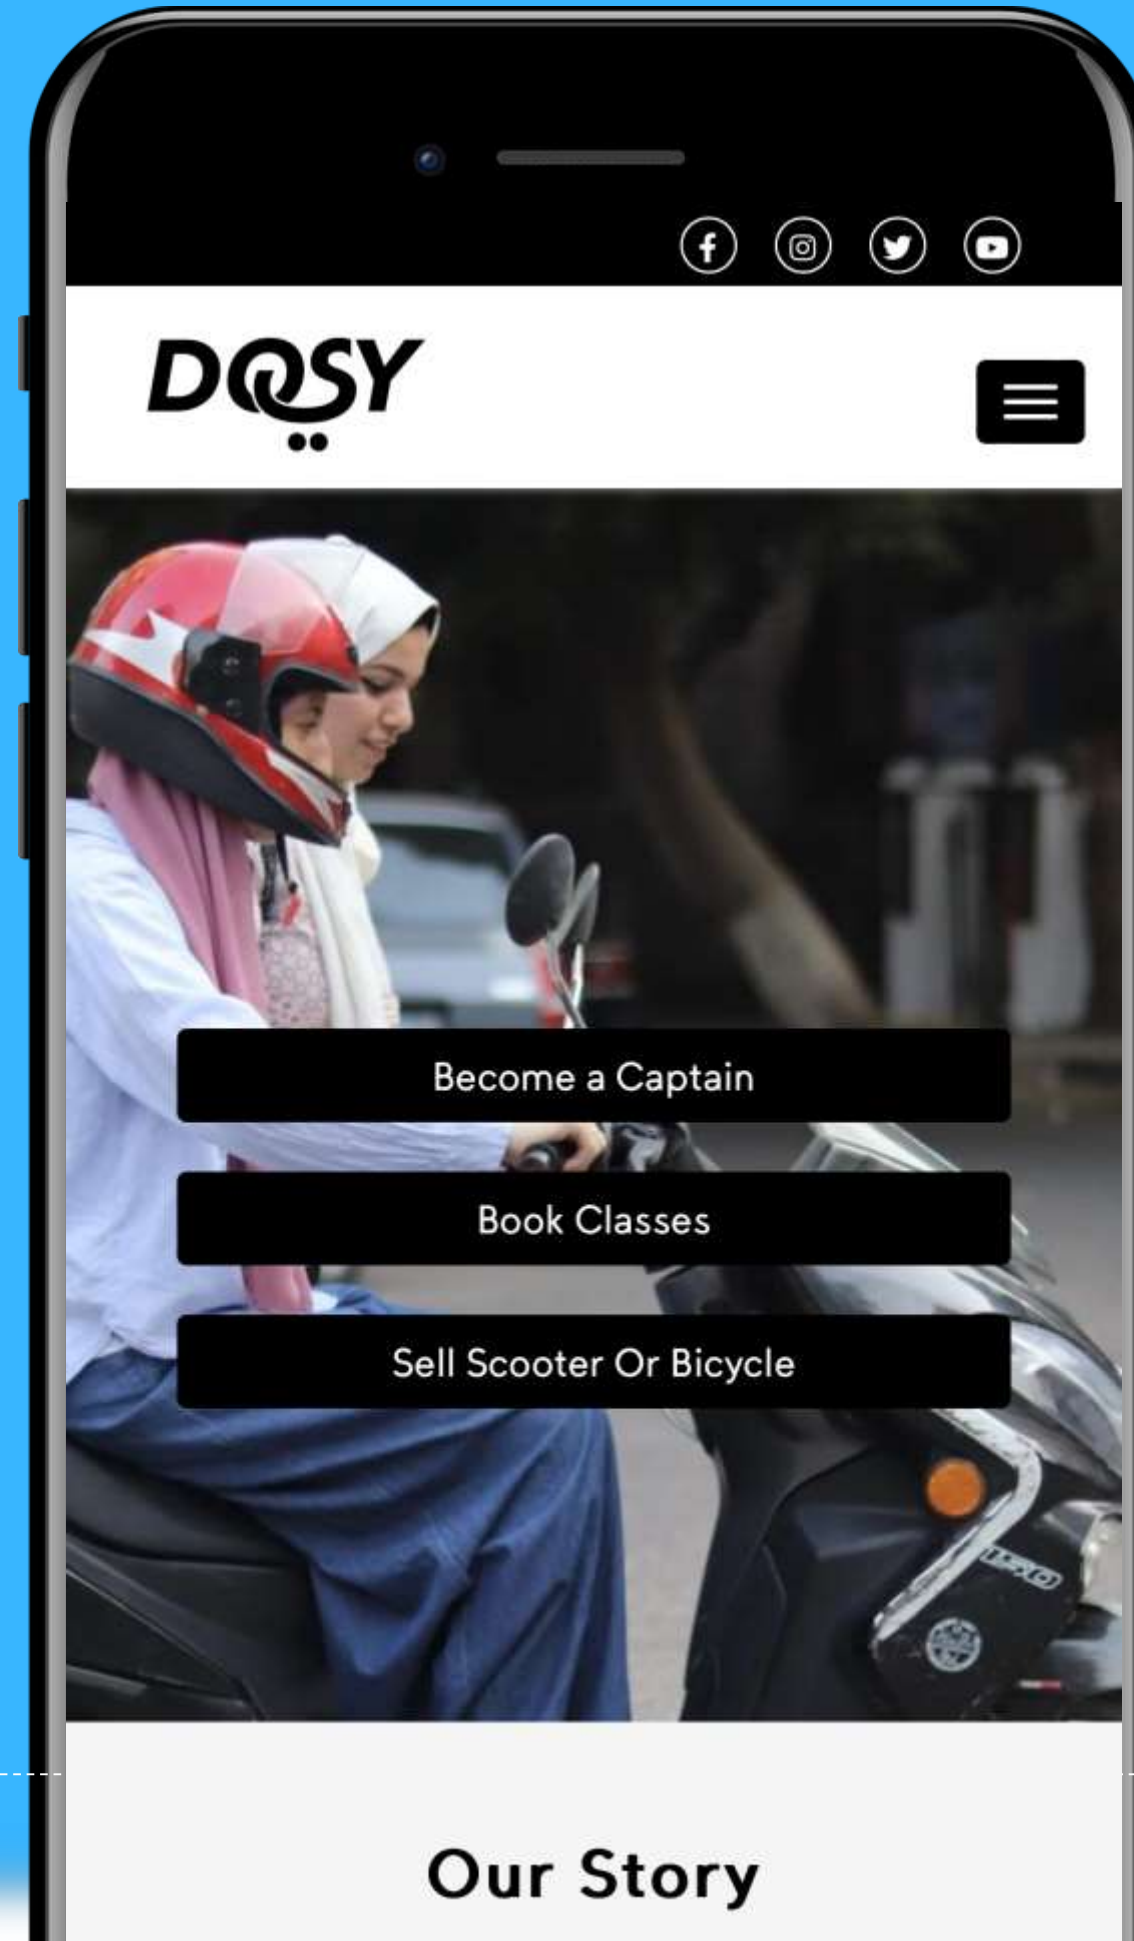 DOSY
Become a Captain
Book Classes
Sell Scooter Or Bicycle
Our Story